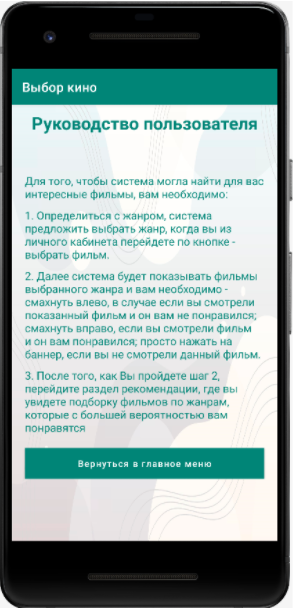 Выбор кино
Руководство пользователя
Для того, чтобы система могла найти для вас
интересные фильмы, вам необходимо:
1. Определиться с жанром, система
предложить выбрать жанр, когда вы из
личного кабинета перейдете по кнопке -
выбрать фильм.
2. Далее система будет показывать фильмы
выбранного жанра и вам необходимо -
смахнуть влево, в случае если вы смотрели
показанный фильм и он вам не понравился;
смахнуть вправо, если вы смотрели фильм
и он вам понравился; просто нажать на
баннер, если вы не смотрели данный фильм.
3. После того, как Вы пройдете шаг 2,
перейдите раздел рекомендации, где вы
увидете подборку фильмов по жанрам,
которые с большей вероятностью вам
понравятся
Вернуться в главное меню